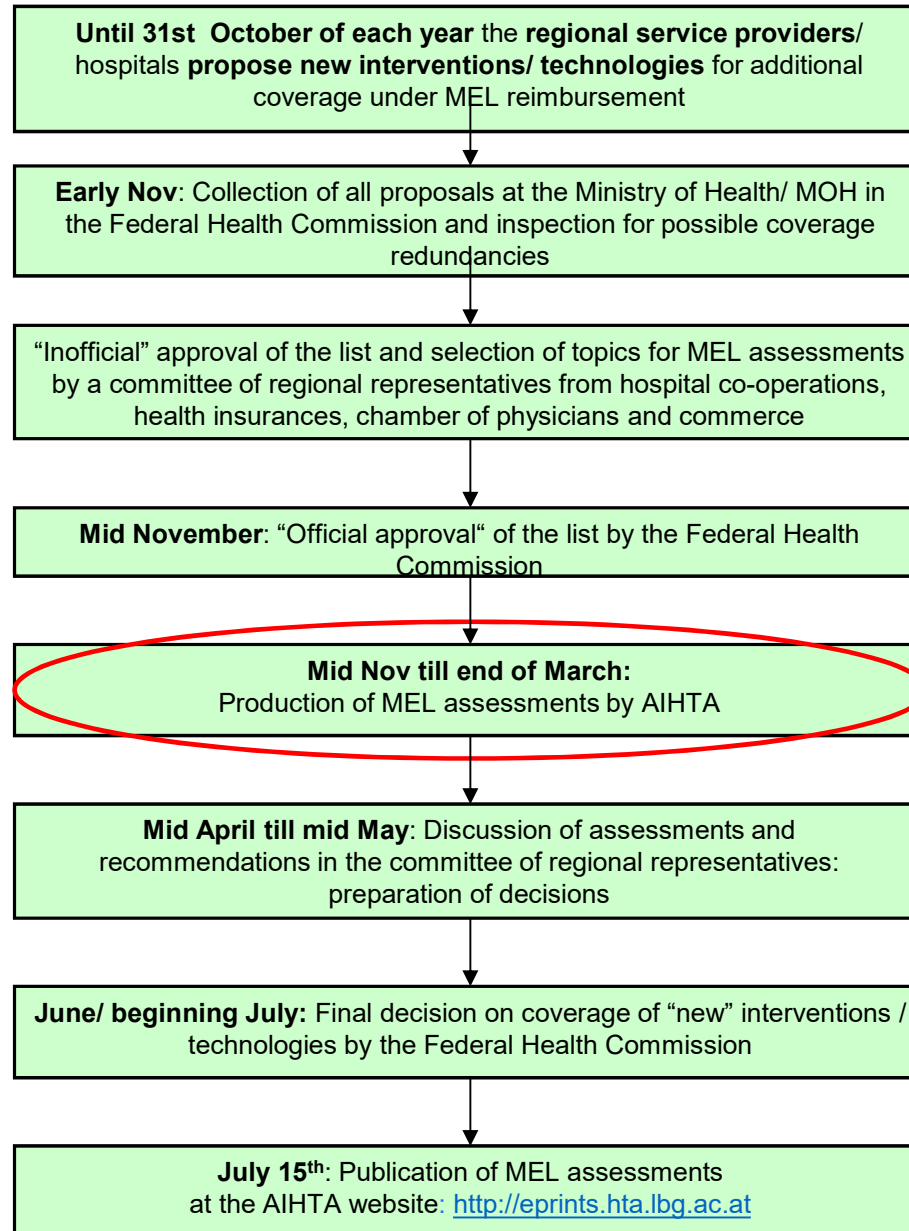 Until 31st  October of each year the regional service providers/
hospitals propose new interventions/ technologies for additional
coverage under MEL reimbursement
Early Nov: Collection of all proposals at the Ministry of Health/ MOH in
the Federal Health Commission and inspection for possible coverage
redundancies
“Inofficial” approval of the list and selection of topics for MEL assessments
by a committee of regional representatives from hospital co-operations,
health insurances, chamber of physicians and commerce
Mid November: “Official approval“ of the list by the Federal Health
Commission
Mid Nov till end of March:
Production of MEL assessments by AIHTA
Mid April till mid May: Discussion of assessments and
recommendations in the committee of regional representatives:
preparation of decisions
June/ beginning July: Final decision on coverage of “new” interventions /
technologies by the Federal Health Commission
July 15th: Publication of MEL assessments
at the AIHTA website: http://eprints.hta.lbg.ac.at